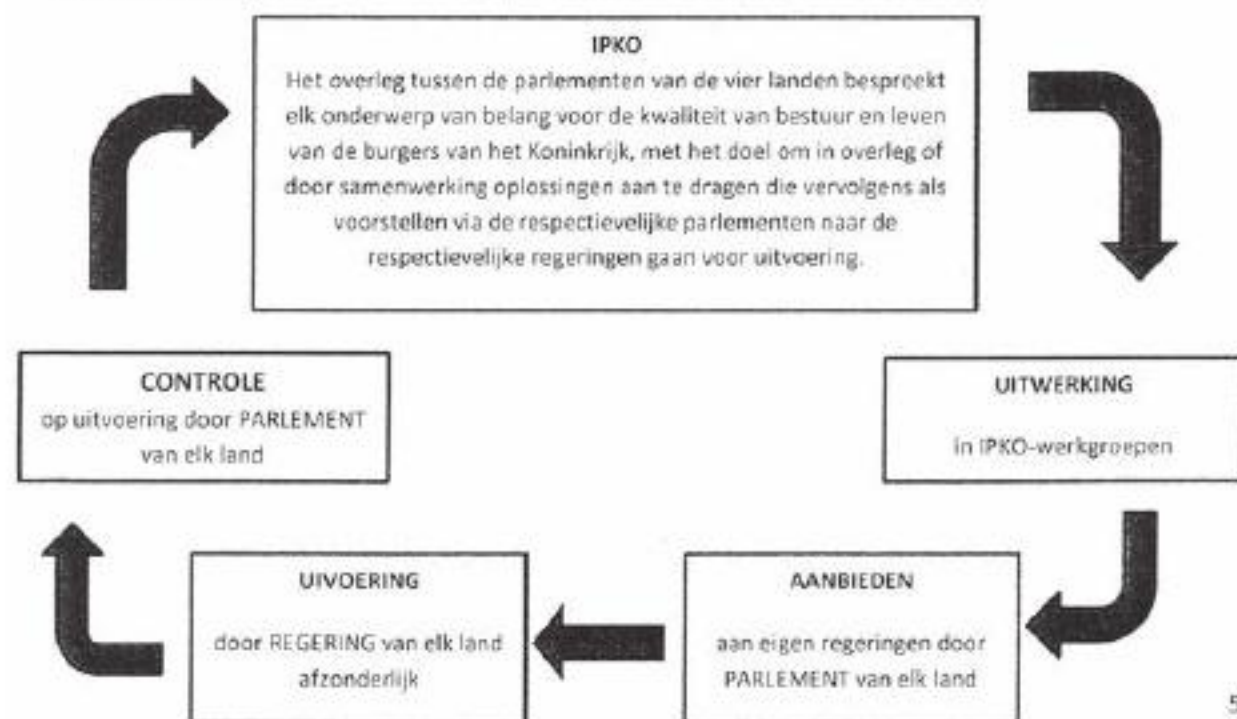 IPKO
Het overleg tussen de parlementen van de vier landen bespreekt
elk onderwerp van belang voor de kwaliteit van bestuur en leven
van de burgers van het Koninkrijk, met het doel om in overleg of
door samenwerking oplossingen aan te dragen die vervolgens als
voorstellen via de respectievelijke parlementen naar de
respectievelijke regeringen gaan voor uitvoering.
UITWERKING
in IPKO-werkgroepen
AANBIEDEN
aan eigen regeringen door
PARLEMENT van elk land
UIVOERING
door REGERING van elk land
afzonderlijk
CONTROLE
op uitvoering door PARLEMENT
van elk land
5